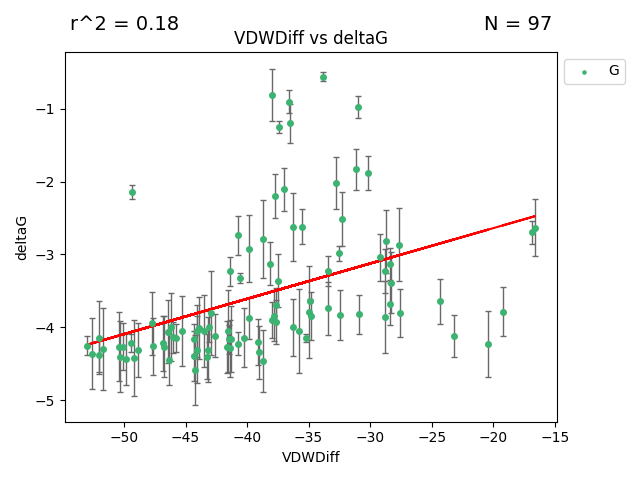 r^2 = 0.18
N = 97
VDWDiff vs deltaG
G
−1
−2
−3
−4
−5
deltaG
−50
−45
−40
−35
−30
−25
−20
−15
VDWDiff